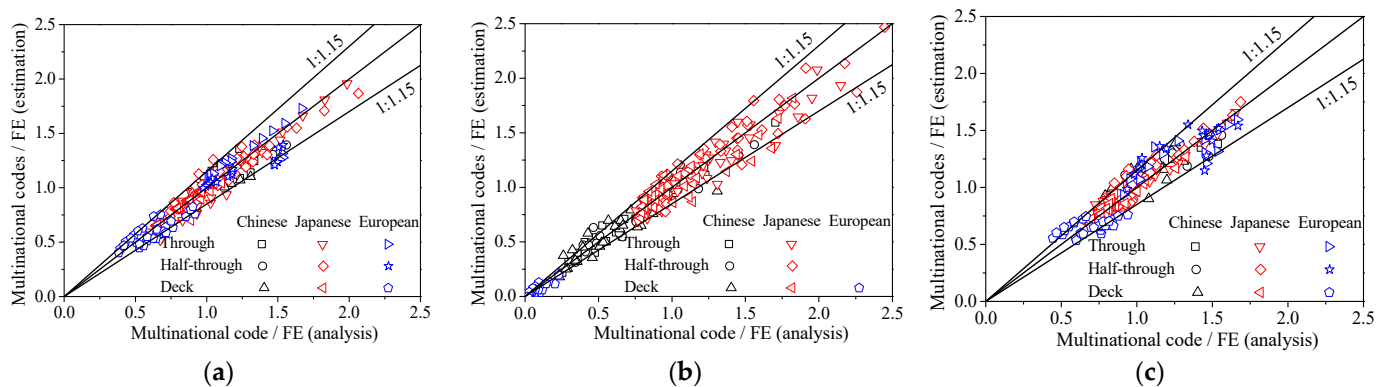 2.5
2.0
1.5
1.0
0.5
0.0
Multinational codes / FE (estimation)
1:1.15
1:1.15
Chinese Japanese European
Through
Half-through
Deck
0.0 0.5 1.0 1.5 2.0 2.5
Multinational code / FE (analysis)
(a)
2.5
2.0
1.5
1.0
0.5
0.0
Multinational codes / FE (estimation)
1:1.15
1:1.15
Chinese Japanese European
Through
Half-through
Deck
0.0 0.5 1.0 1.5 2.0 2.5
Multinational code / FE (analysis)
(b)
2.5
2.0
1.5
1.0
0.5
0.0
Multinational codes / FE (estimation)
1:1.15
1:1.15
Chinese Japanese European
Through
Half-through
Deck
0.0 0.5 1.0 1.5 2.0 2.5
Multinational code / FE (analysis)
(c)